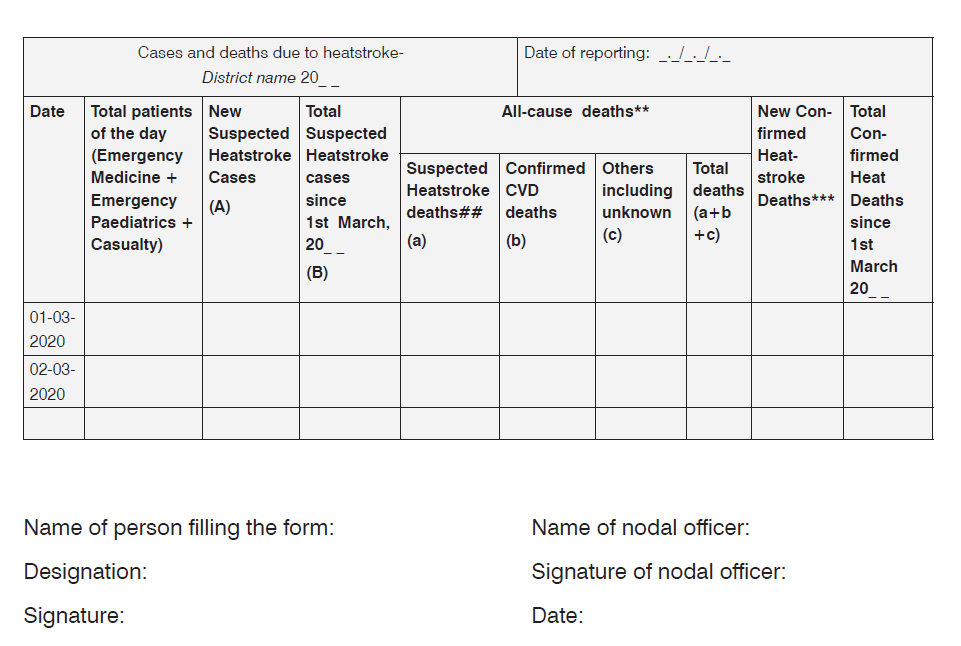 Cases and deaths due to heatstroke-
District name 20_ _
Date of reporting: _._/_._/_._
Date
Total patients
of the day
(Emergency
Medicine +
Emergency
Paediatrics +
Casualty)
New
Suspected
Heatstroke
Cases
(A)
Total
Suspected
Heatstroke
cases
since
1st March,
20_ _
(B)
All-cause deaths**
Suspected
Heatstroke
deaths##
(a)
Confirmed
CVD
deaths
(b)
Others
including
unknown
(c)
Total
deaths
(a+b
+c)
New Con-
firmed
Heat-
stroke
Deaths***
Total
Con-
firmed
Heat
Deaths
since
1st
March
20_ _
01-03-
2020
02-03-
2020
Name of person filling the form:
Designation:
Signature:
Name of nodal officer:
Signature of nodal officer:
Date: